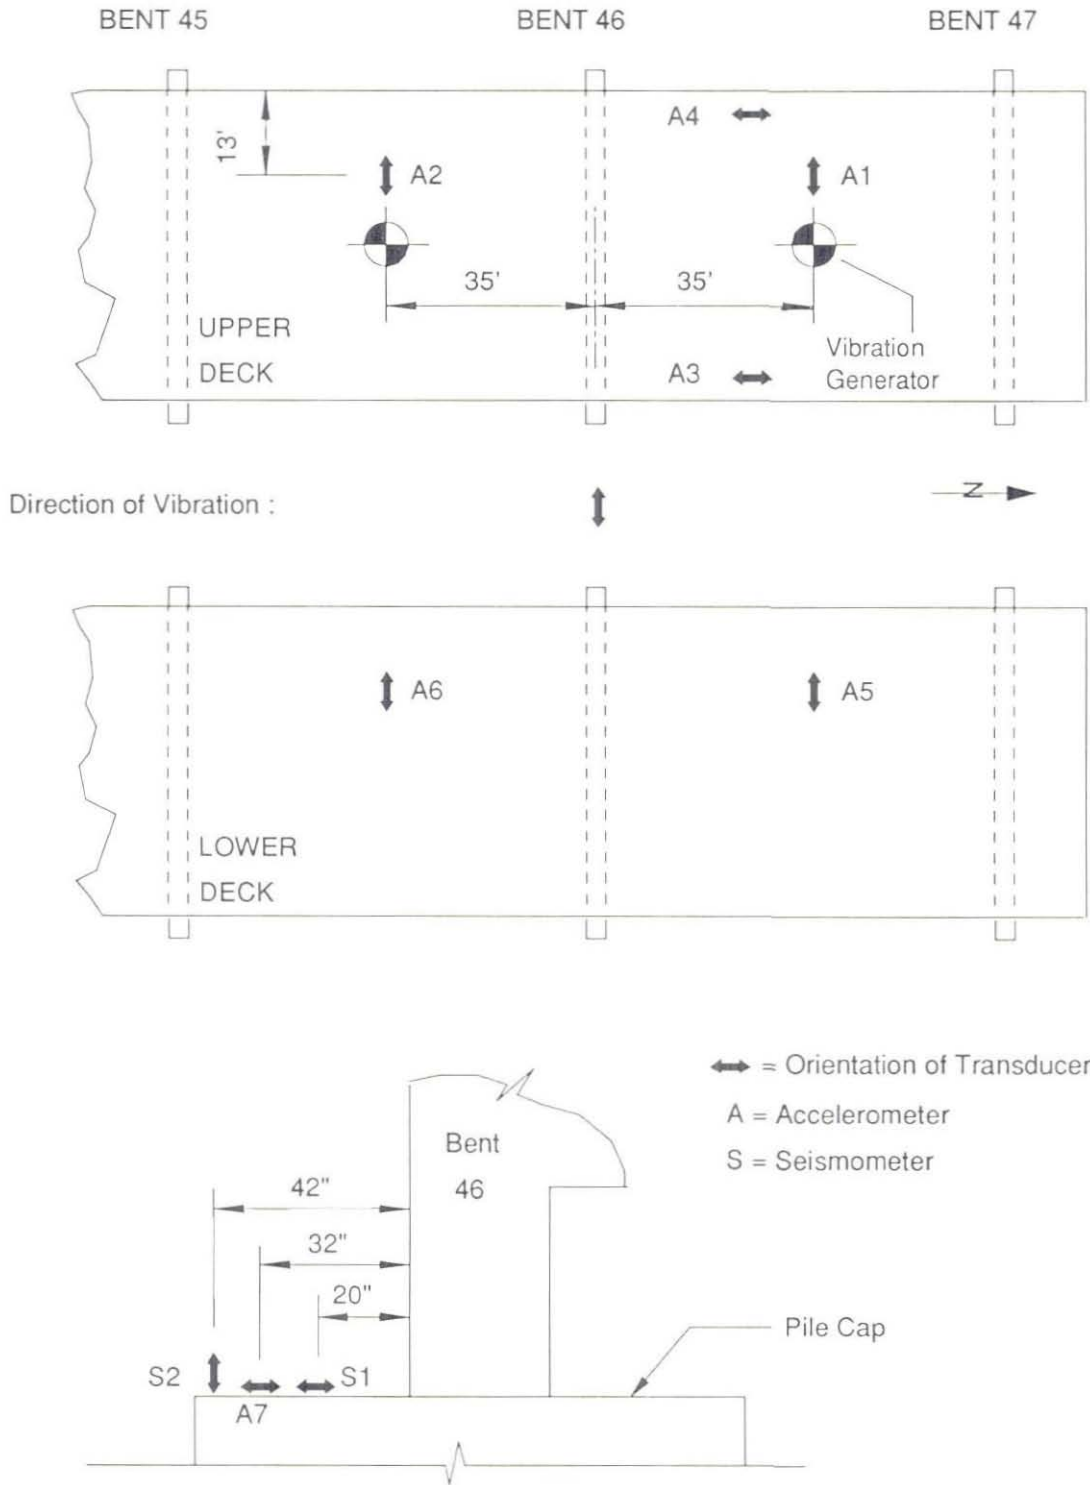 BENT 45 BENT 46 BENT 47
A4
13'
A2 A1
35' 35'
UPPER
DECK
Vibration
Generator
A3
Direction of Vibration :
N
A6 A5
LOWER
DECK
= Orientation of Transducer
A = Accelerometer
S = Seismometer
Bent
46
42"
32"
20"
Pile Cap
S2 S1
A7